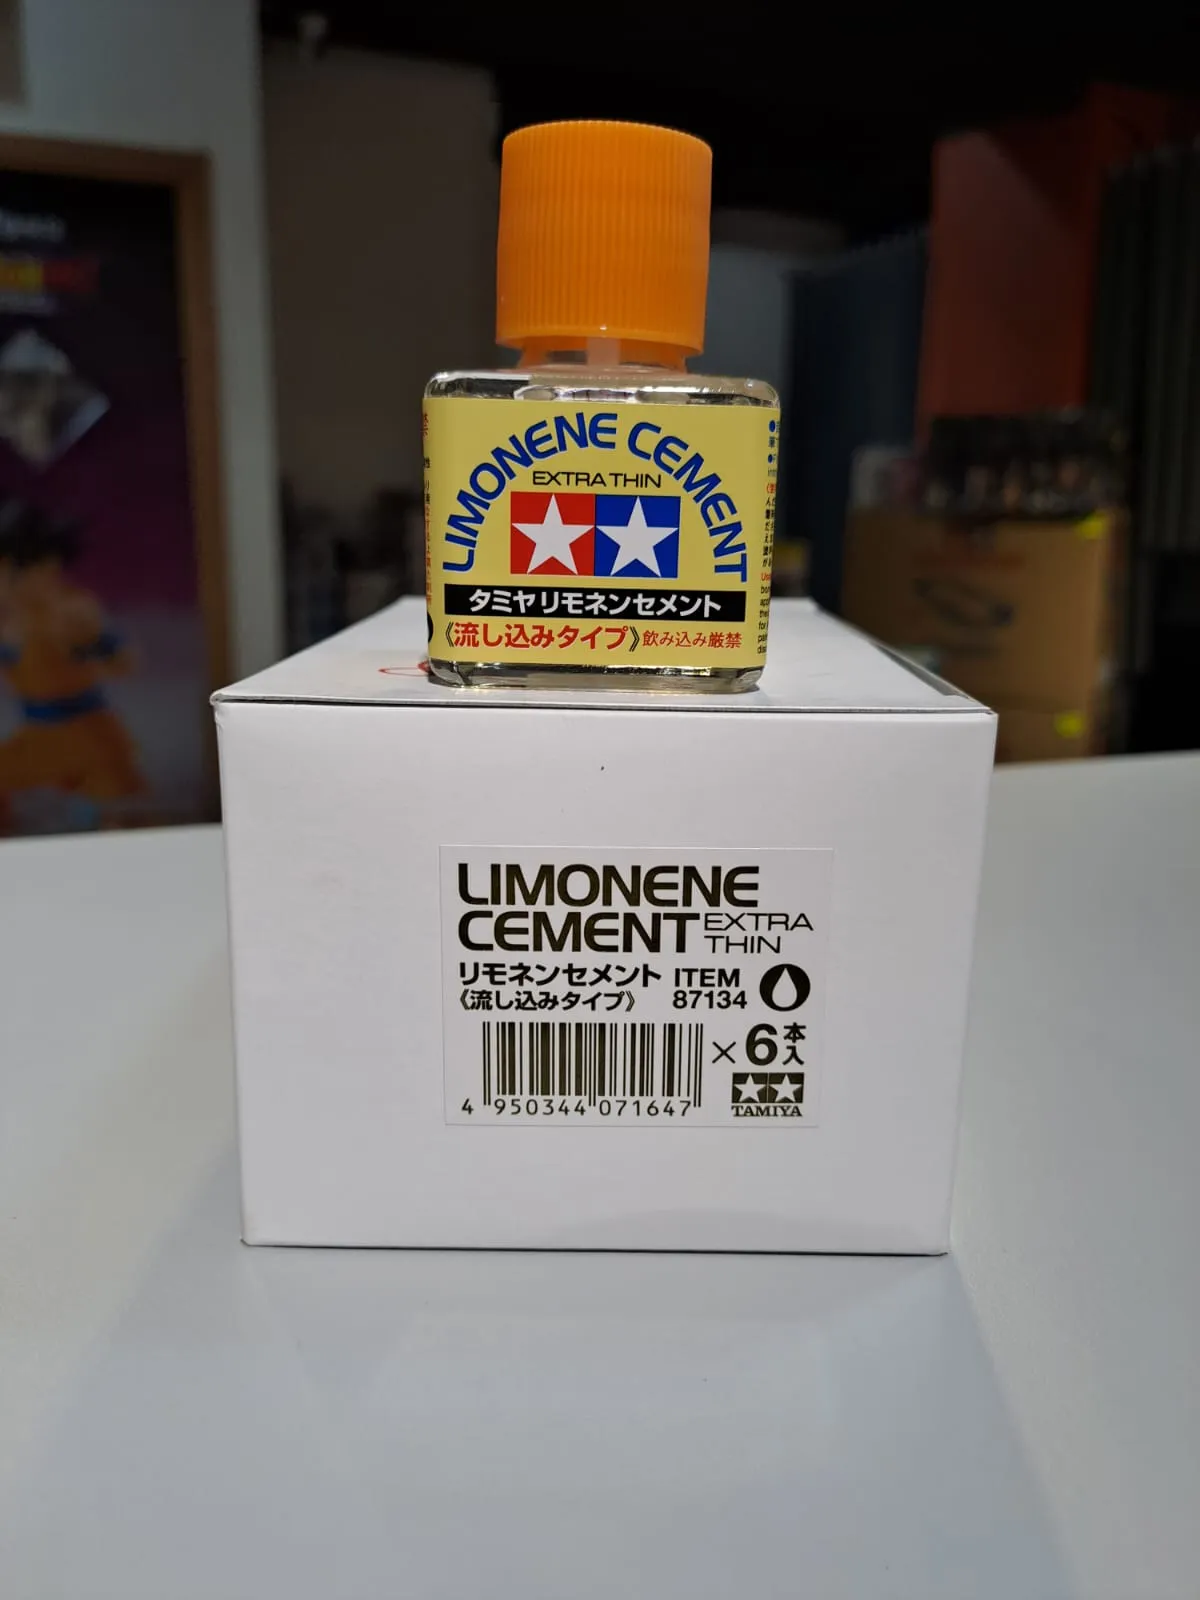 LIMONENE CEMENT
EXTRA THIN
タミヤリモネンセメント
《流し込みタイプ》飲み込み厳禁
LIMONENE
CEMENT EXTRA THIN
リモネンセメント ITEM
《流し込みタイプ》 87134
×6本入
4 950344 071647
TAMIYA